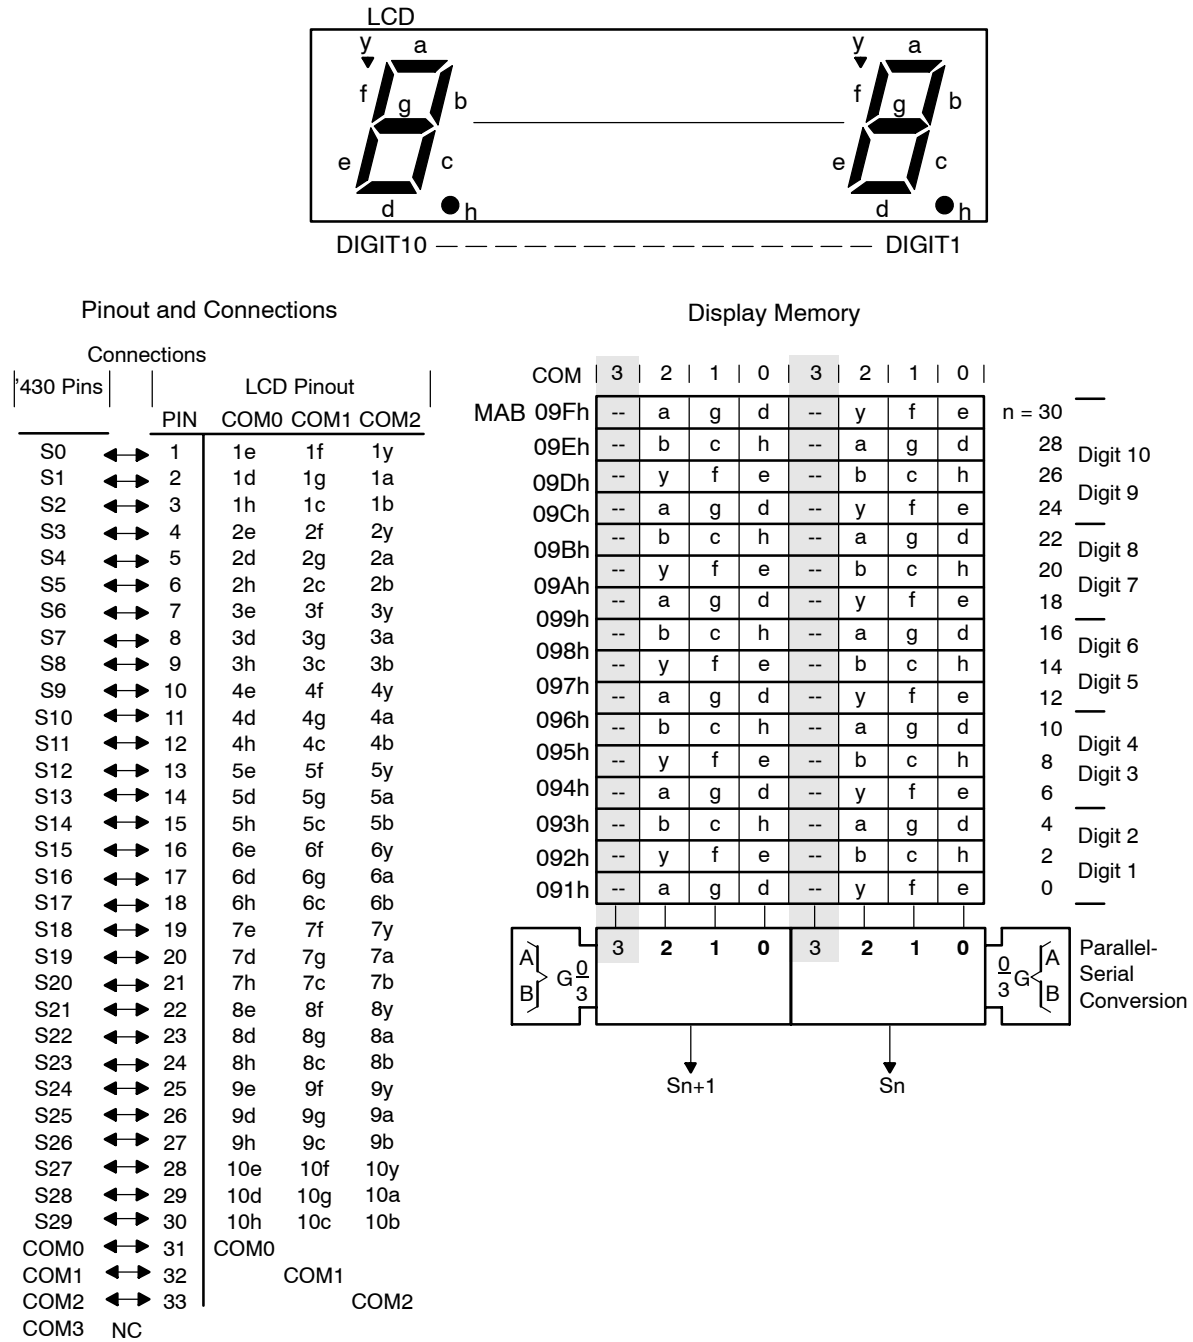 LCD
y a y a
f g b f g b
e c e c
d h d h
DIGIT10 DIGIT1
Pinout and Connections
Connections
'430 Pins LCD Pinout
PIN COM0 COM1 COM2
S0 1 1e 1f 1y
S1 2 1d 1g 1a
S2 3 1h 1c 1b
S3 4 2e 2f 2y
S4 5 2d 2g 2a
S5 6 2h 2c 2b
S6 7 3e 3f 3y
S7 8 3d 3g 3a
S8 9 3h 3c 3b
S9 10 4e 4f 4y
S10 11 4d 4g 4a
S11 12 4h 4c 4b
S12 13 5e 5f 5y
S13 14 5d 5g 5a
S14 15 5h 5c 5b
S15 16 6e 6f 6y
S16 17 6d 6g 6a
S17 18 6h 6c 6b
S18 19 7e 7f 7y
S19 20 7d 7g 7a
S20 21 7h 7c 7b
S21 22 8e 8f 8y
S22 23 8d 8g 8a
S23 24 8h 8c 8b
S24 25 9e 9f 9y
S25 26 9d 9g 9a
S26 27 9h 9c 9b
S27 28 10e 10f 10y
S28 29 10d 10g 10a
S29 30 10h 10c 10b
COM0 31 COM0
COM1 32 COM1
COM2 33 COM2
COM3 NC
Display Memory
COM 3 2 1 0 3 2 1 0
MAB 09Fh -- a g d -- y f e n = 30
09Eh -- b c h -- a g d 28 Digit 10
09Dh -- y f e -- b c h 26 Digit 9
09Ch -- a g d -- y f e 24
09Bh -- b c h -- a g d 22 Digit 8
09Ah -- y f e -- b c h 20 Digit 7
099h -- a g d -- y f e 18
098h -- b c h -- a g d 16 Digit 6
097h -- y f e -- b c h 14 Digit 5
096h -- a g d -- y f e 12
095h -- b c h -- a g d 10 Digit 4
094h -- y f e -- b c h 8 Digit 3
-- a g d -- y f e 6
093h -- b c h -- a g d 4 Digit 2
092h -- y f e -- b c h 2 Digit 1
091h -- a g d -- y f e 0
A B G 0 3 3 2 1 0 3 2 1 0 0 3 G A B
Parallel-
Serial
Conversion
Sn+1 Sn